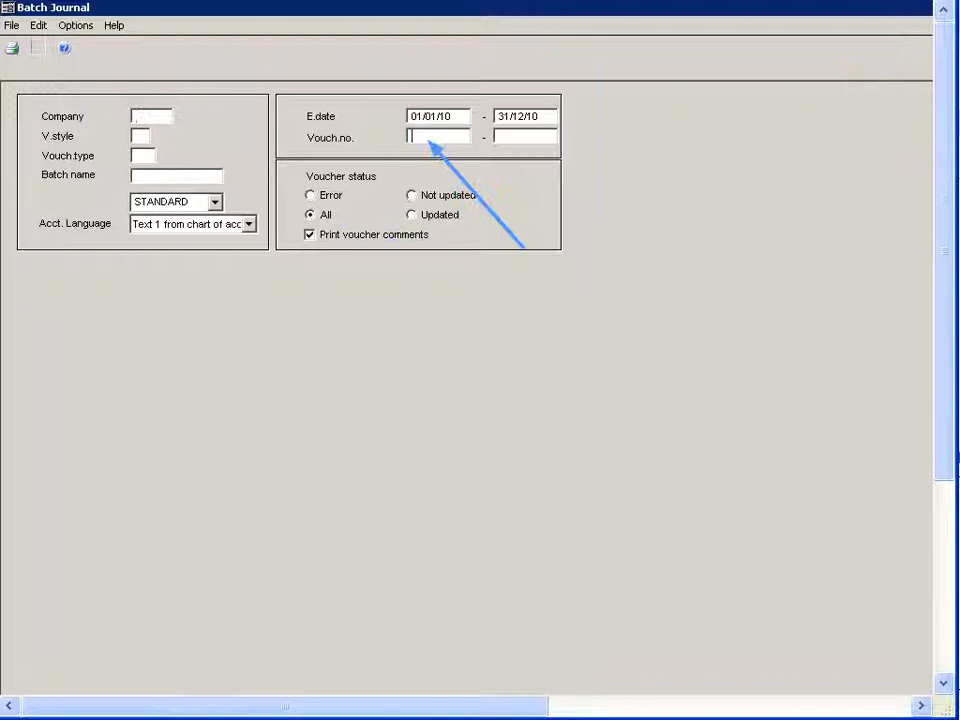 Batch Journal
File Edit Options Help
Company
V.style
Vouch.type
Batch name
STANDARD
Acct. Language Text 1 from chart of acc
E.date 01/01/10 - 31/12/10
Vouch.no. -
Voucher status
Error Not updated
All Updated
Print voucher comments